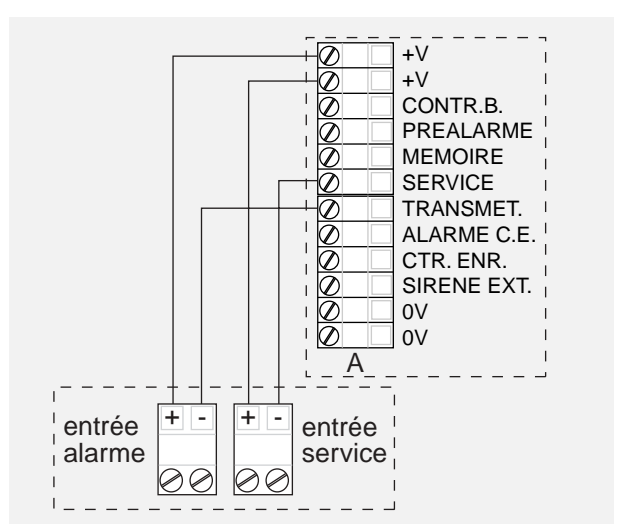 +V
+V
CONTR.B.
PREALARME
MEMOIRE
SERVICE
TRANSMET.
ALARME C.E.
CTR. ENR.
SIRENE EXT.
0V
0V
A
entrée
alarme
+ -
+ -
entrée
service